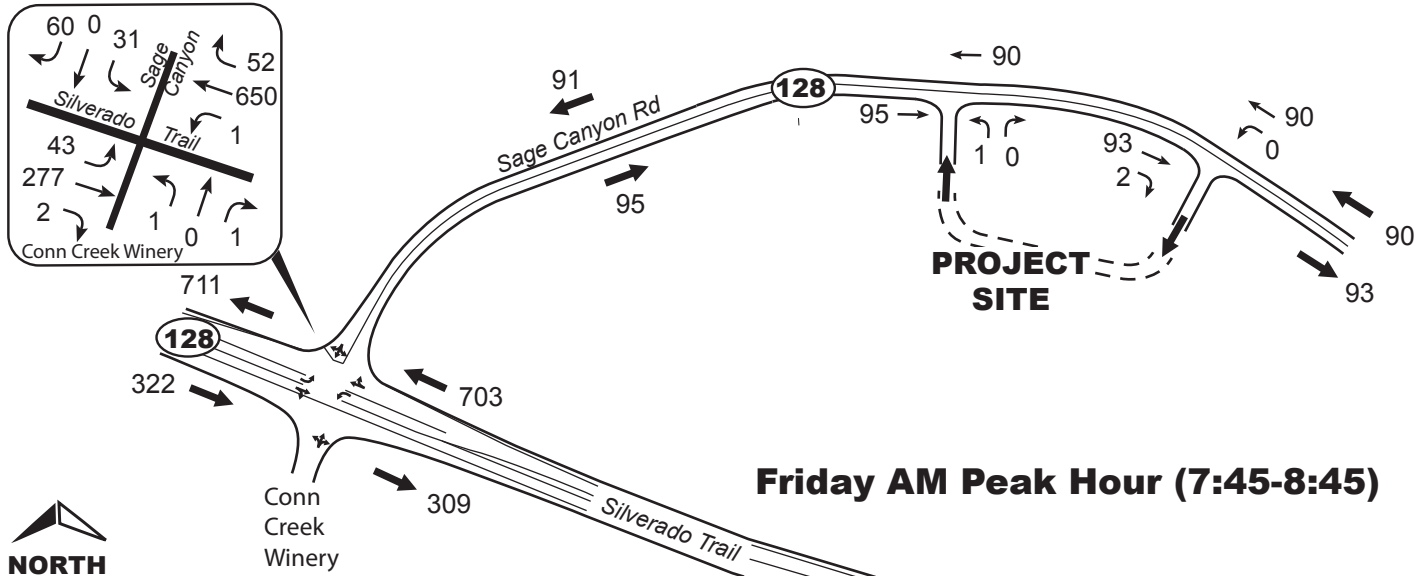 60 0 31
Sage Canyon
52
650
Silverado Trail
43
1
277
2
1 0 1
Conn Creek Winery
91
Sage Canyon Rd
95
128
90
95
1 0
93
2
90
0
90
93
PROJECT
SITE
711
128
322
703
309
Conn
Creek
Winery
Silverado Trail
Friday AM Peak Hour (7:45-8:45)
NORTH